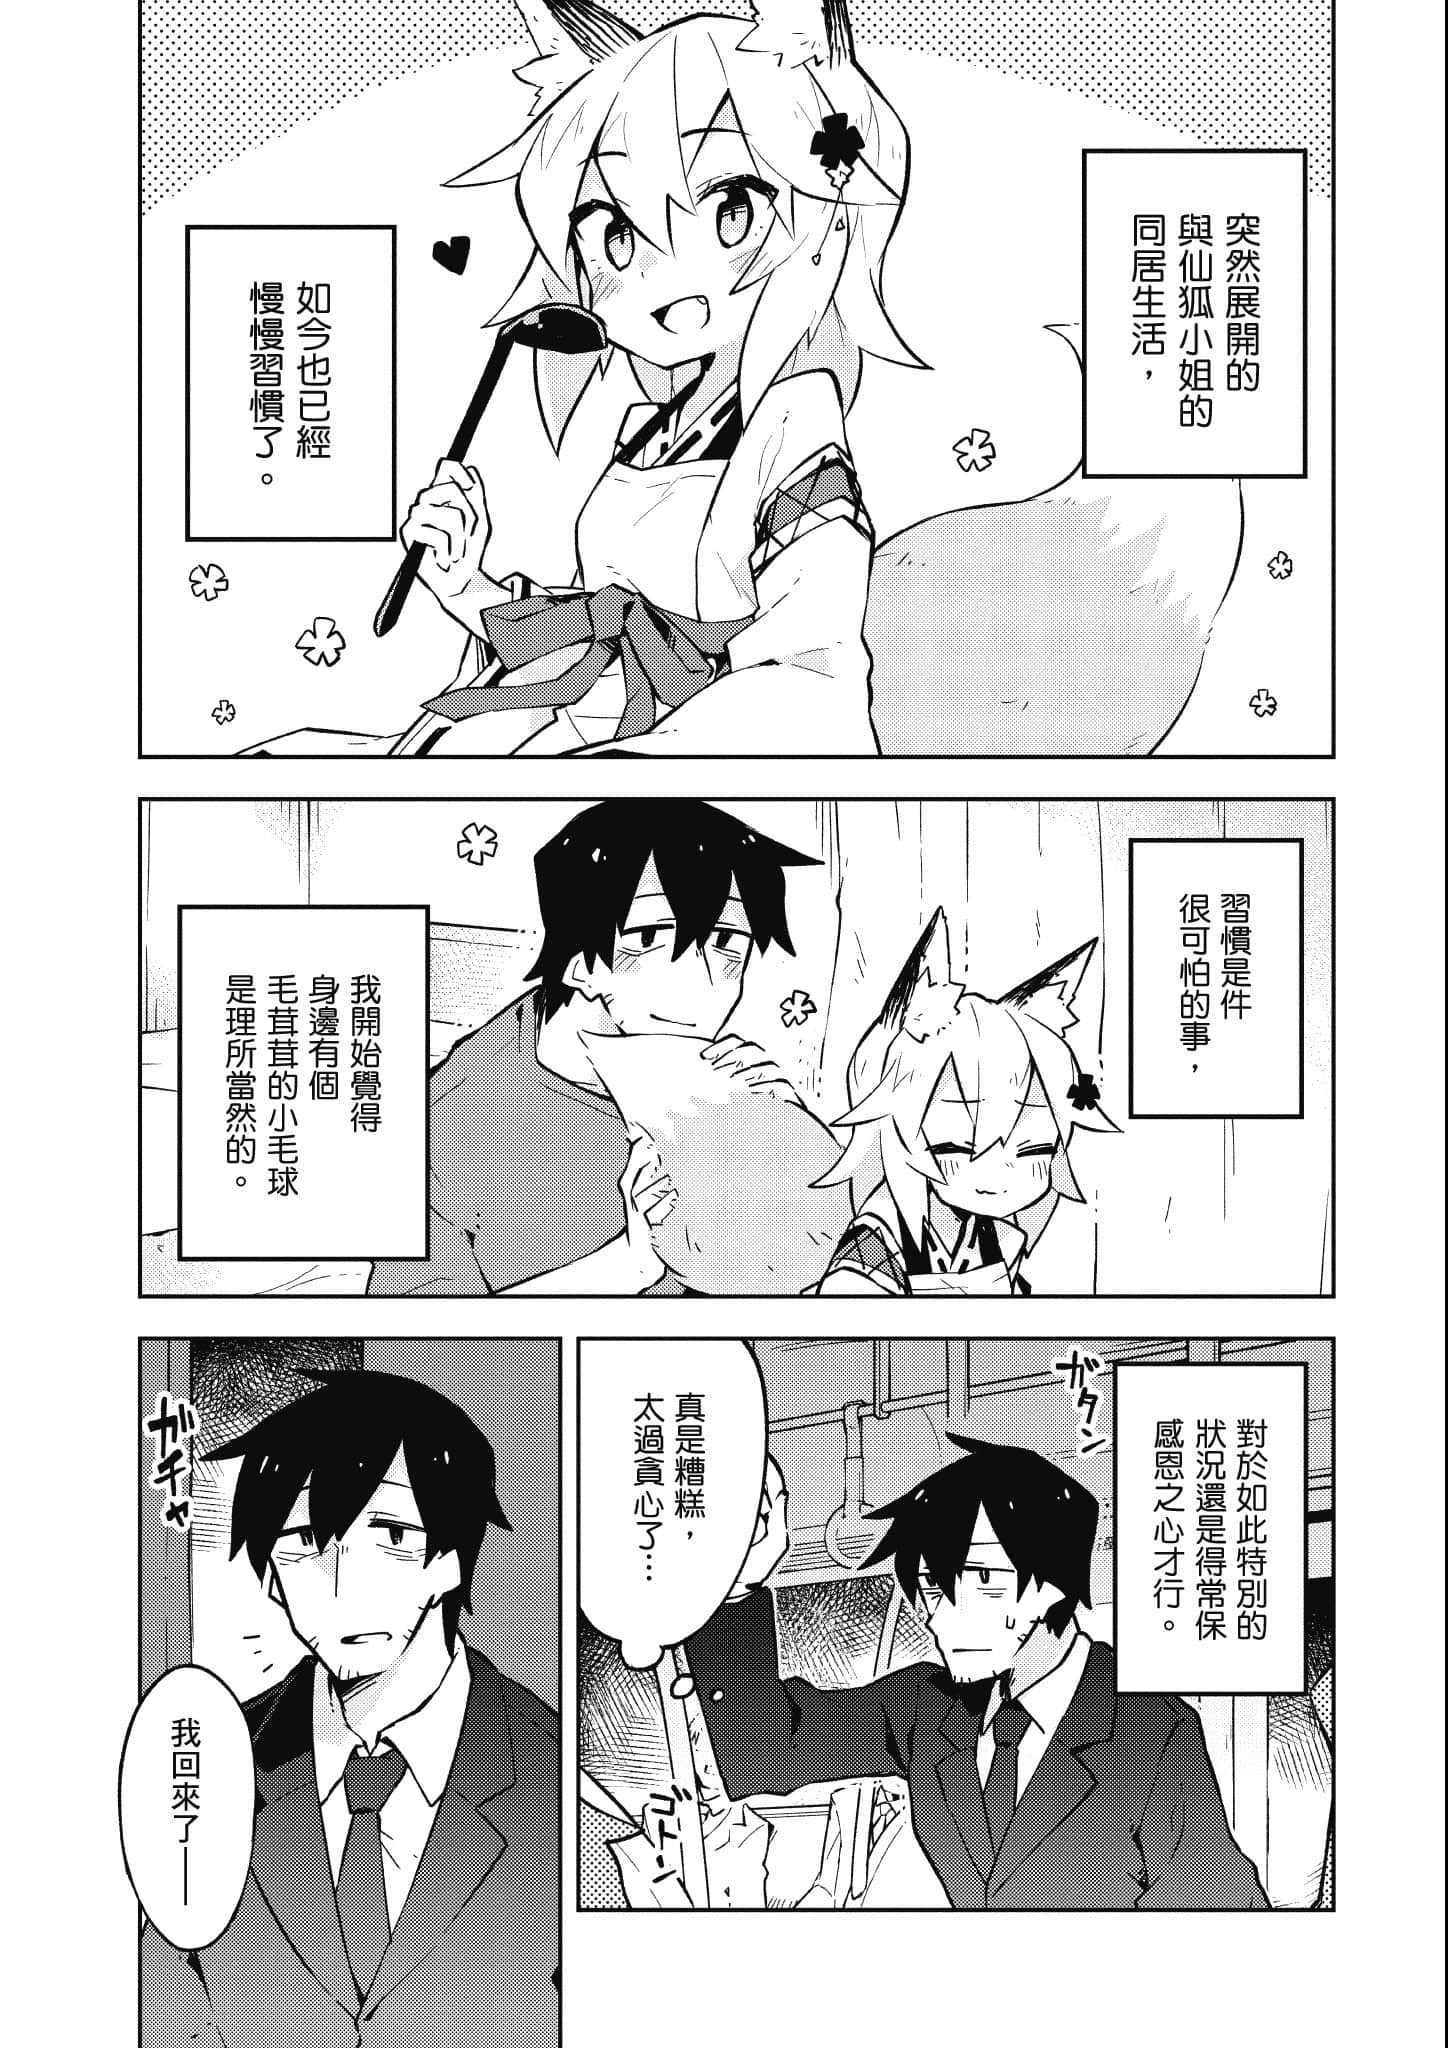 突然展開的
與仙狐小姐的
同居生活，
如今也已經
慢慢習慣了。
習慣是件
很可怕的事，
我開始覺得
身邊有個
毛茸茸的小毛球
是理所當然的。
對於如此特別的
狀況還是得常保
感恩之心才行。
ガタン
真是糟糕，
太過貪心了…
ゴトーン
ガチャ
我回來了——